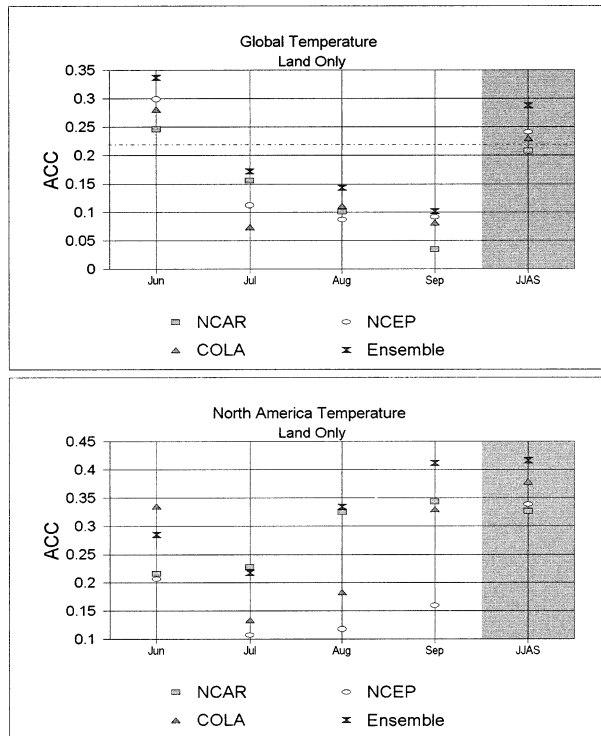 Global Temperature
Land Only
ACC
0.35
0.3
0.25
0.2
0.15
0.1
0.05
0
Jun Jul Aug Sep JJAS
NCAR NCEP
COLA Ensemble
North America Temperature
Land Only
ACC
0.45
0.4
0.35
0.3
0.25
0.2
0.15
0.1
Jun Jul Aug Sep JJAS
NCAR NCEP
COLA Ensemble